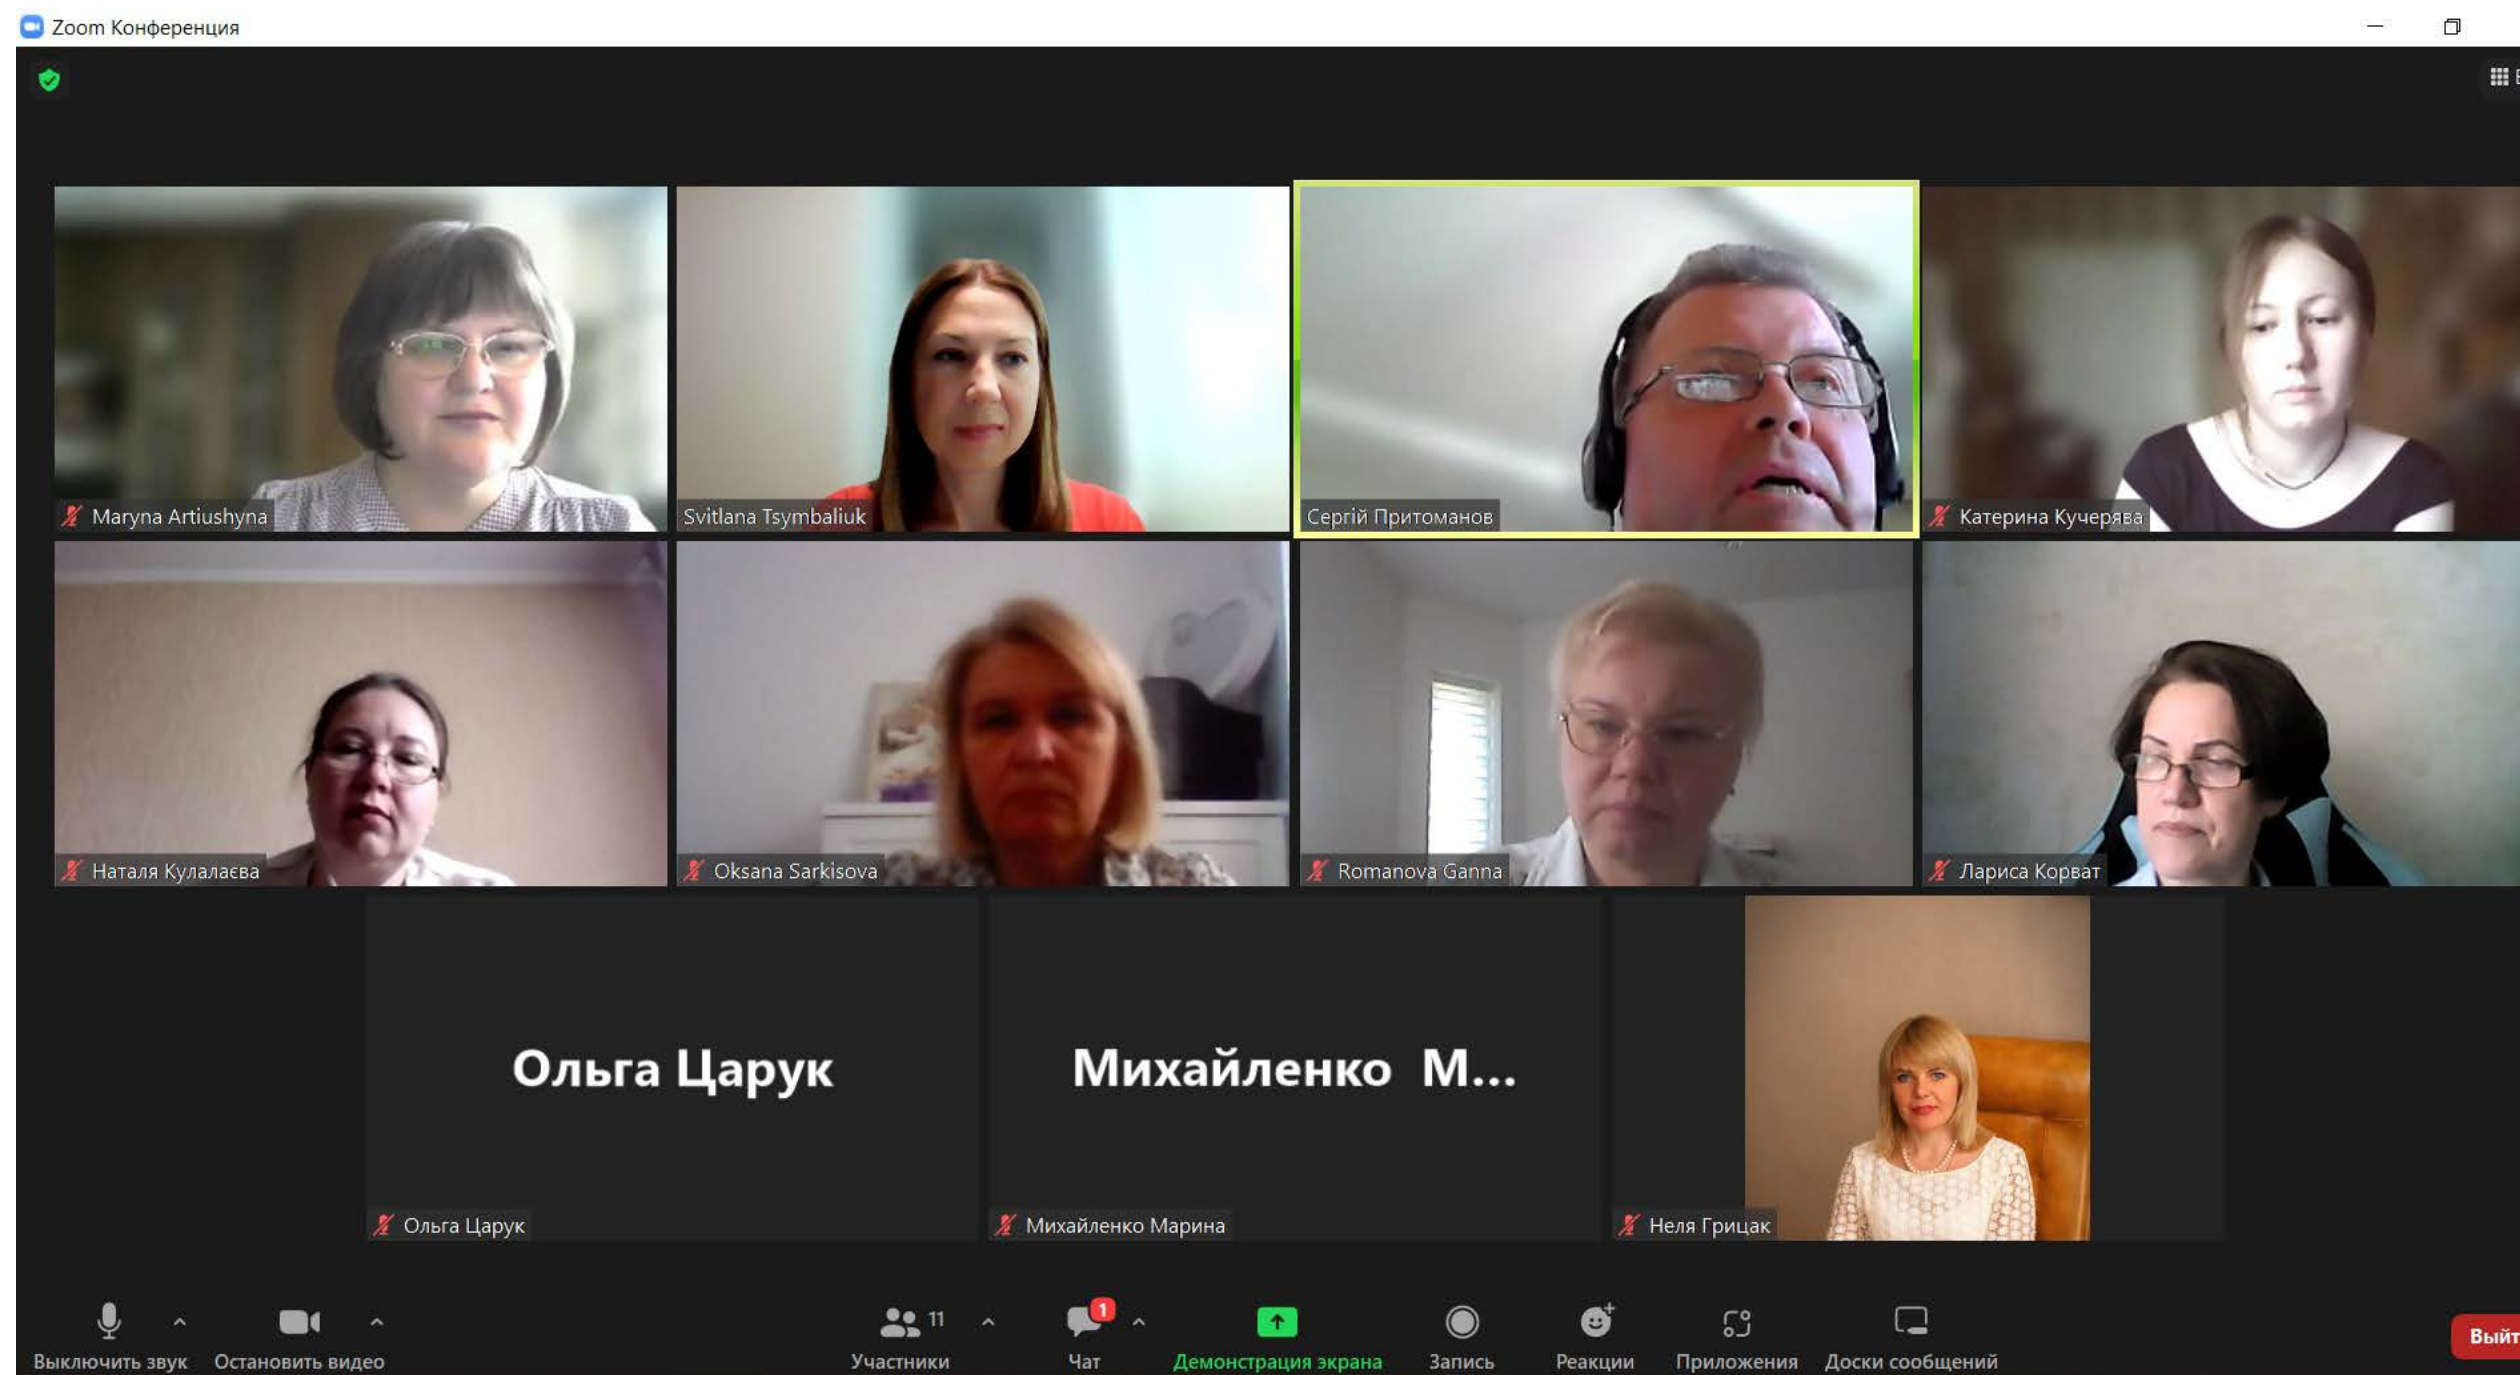 Zoom Конференция
Maryna Artiushyna
Svitlana Tsymbaliuk
Сергій Притоманов
Катерина Кучерява
Наталя Кулалаєва
Oksana Sarkisova
Romanova Ganna
Лариса Корват
Ольга Царук
Михайленко М...
Ольга Царук
Михайленко Марина
Неля Грицак
11
1
Выключить звук
Остановить видео
Участники
Чат
Демонстрация экрана
Запись
Реакции
Приложения
Доски сообщений